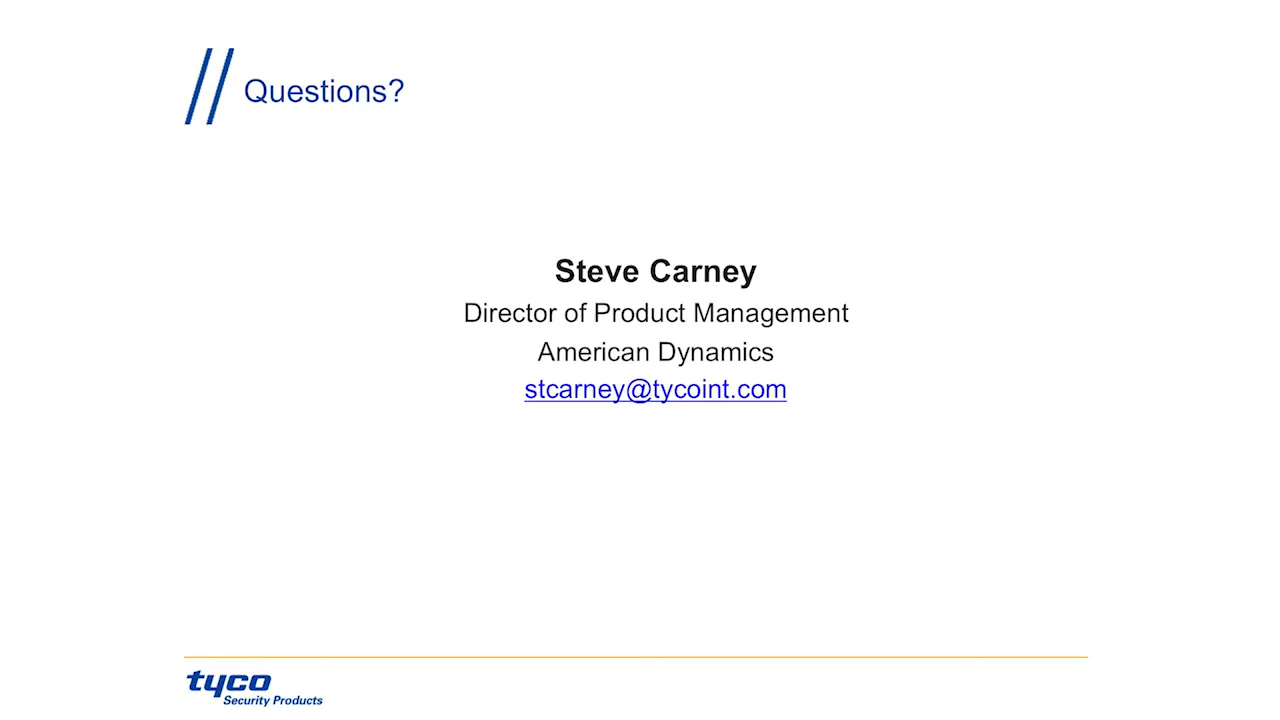 Questions?
Steve Carney
Director of Product Management
American Dynamics
stcarney@tycoint.com
tyco
Security Products